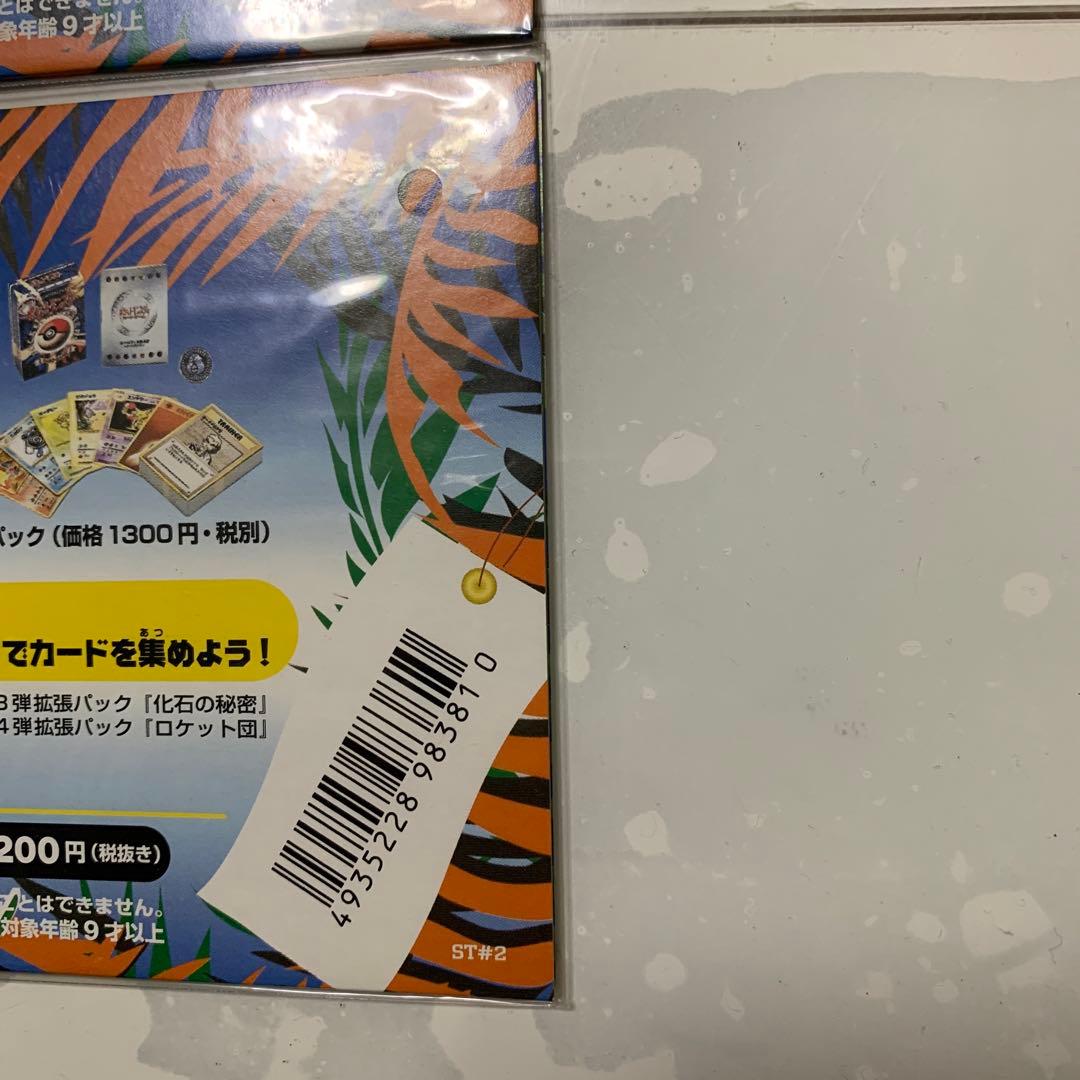 とはできません。
対象年齢9才以上
TRAINER
パック（価格1300円・税別）
あつ
でカードを集めよう！
3弾拡張パック『化石の秘密』
4弾拡張パック『ロケット団』
200円（税抜き）
ことはできません。
対象年齢9才以上
4935228983810
ST#2